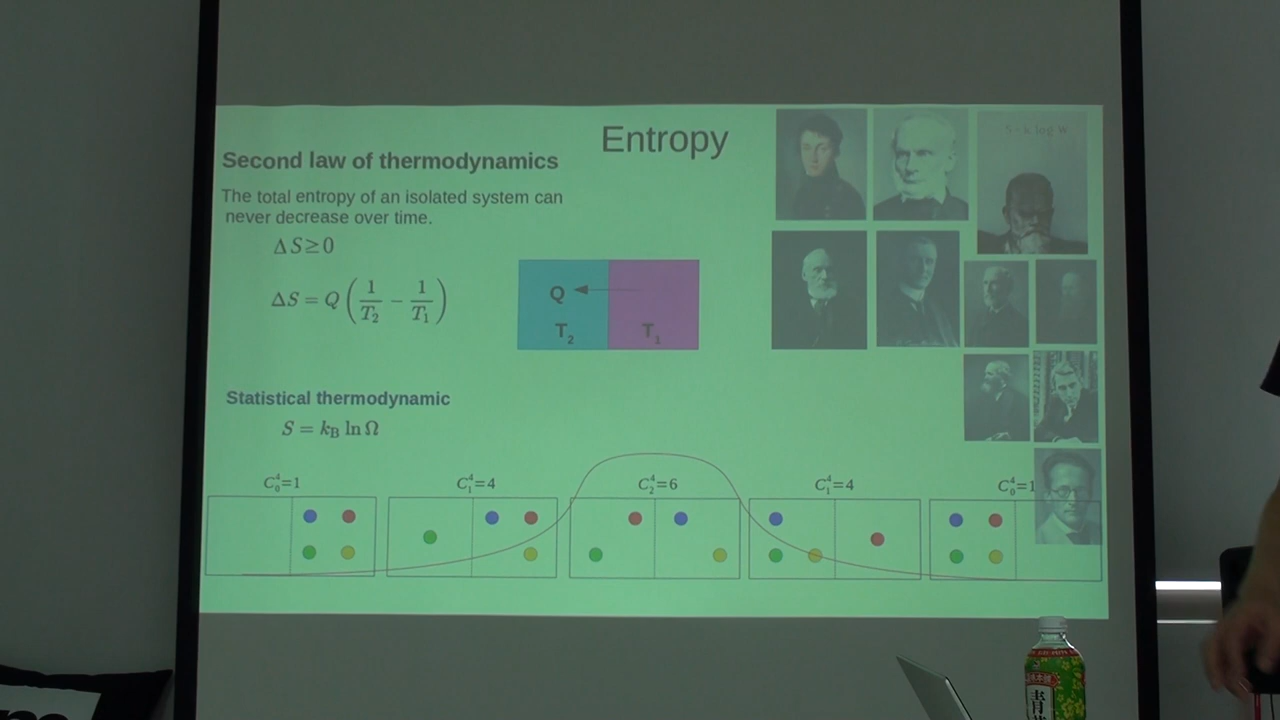 Entropy
Second law of thermodynamics
The total entropy of an isolated system can
never decrease over time.
Δ S≥0
ΔS = Q (1/T₂ − 1/T₁)
Q
T₂
T₁
S = k log W
Statistical thermodynamic
S = k_B ln Ω
C⁴₀=1
C⁴₁=4
C⁴₂=6
C⁴₁=4
C⁴₀=1
青